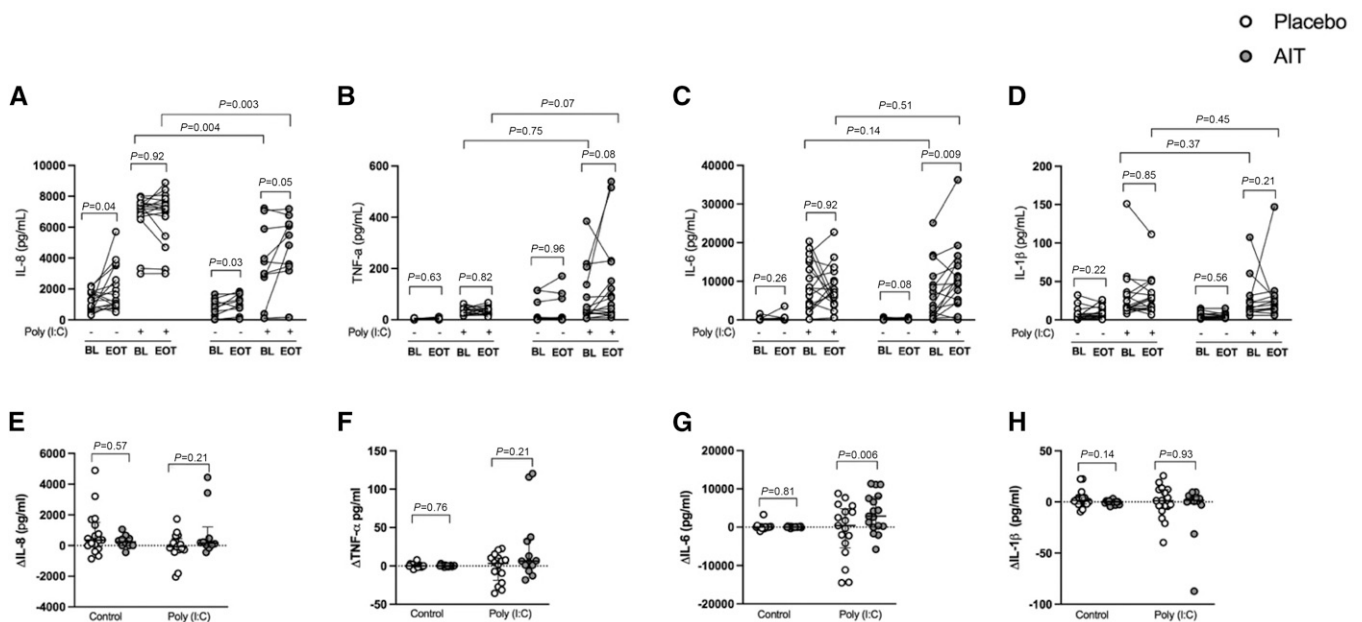 Placebo
AIT
A
P=0.003
P=0.004
P=0.92
P=0.05
P=0.04
P=0.03
IL-8 (pg/mL)
10000
8000
6000
4000
2000
0
Poly (I:C) - - + + - - + +
BL EOT BL EOT BL EOT BL EOT
B
P=0.07
P=0.75
P=0.08
P=0.96
P=0.63
P=0.82
TNF-a (pg/mL)
600
400
200
0
- - + + - - + +
BL EOT BL EOT BL EOT BL EOT
C
P=0.51
P=0.14
P=0.009
P=0.92
P=0.26
P=0.08
IL-6 (pg/mL)
40000
30000
20000
10000
0
- - + + - - + +
BL EOT BL EOT BL EOT BL EOT
D
P=0.45
P=0.37
P=0.85
P=0.21
P=0.22
P=0.56
IL-1β (pg/mL)
200
150
100
50
0
Poly (I:C) - - + + - - + +
BL EOT BL EOT BL EOT BL EOT
E
P=0.57
P=0.21
ΔIL-8 (pg/ml)
6000
4000
2000
0
-2000
-4000
Control Poly (I:C)
F
P=0.21
P=0.76
ΔTNF-α pg/ml)
150
100
50
0
-50
Control Poly (I:C)
G
P=0.006
P=0.81
ΔIL-6 (pg/ml)
20000
10000
0
-10000
-20000
Control Poly (I:C)
H
P=0.14
P=0.93
ΔIL-1β (pg/ml)
50
0
-50
-100
Control Poly (I:C)